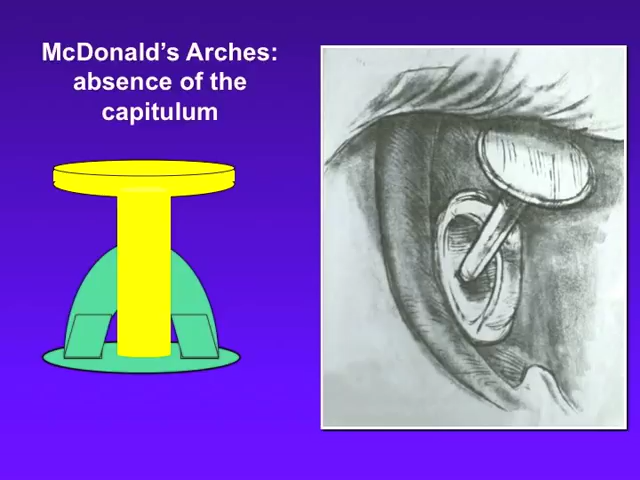 McDonald’s Arches:
absence of the
capitulum